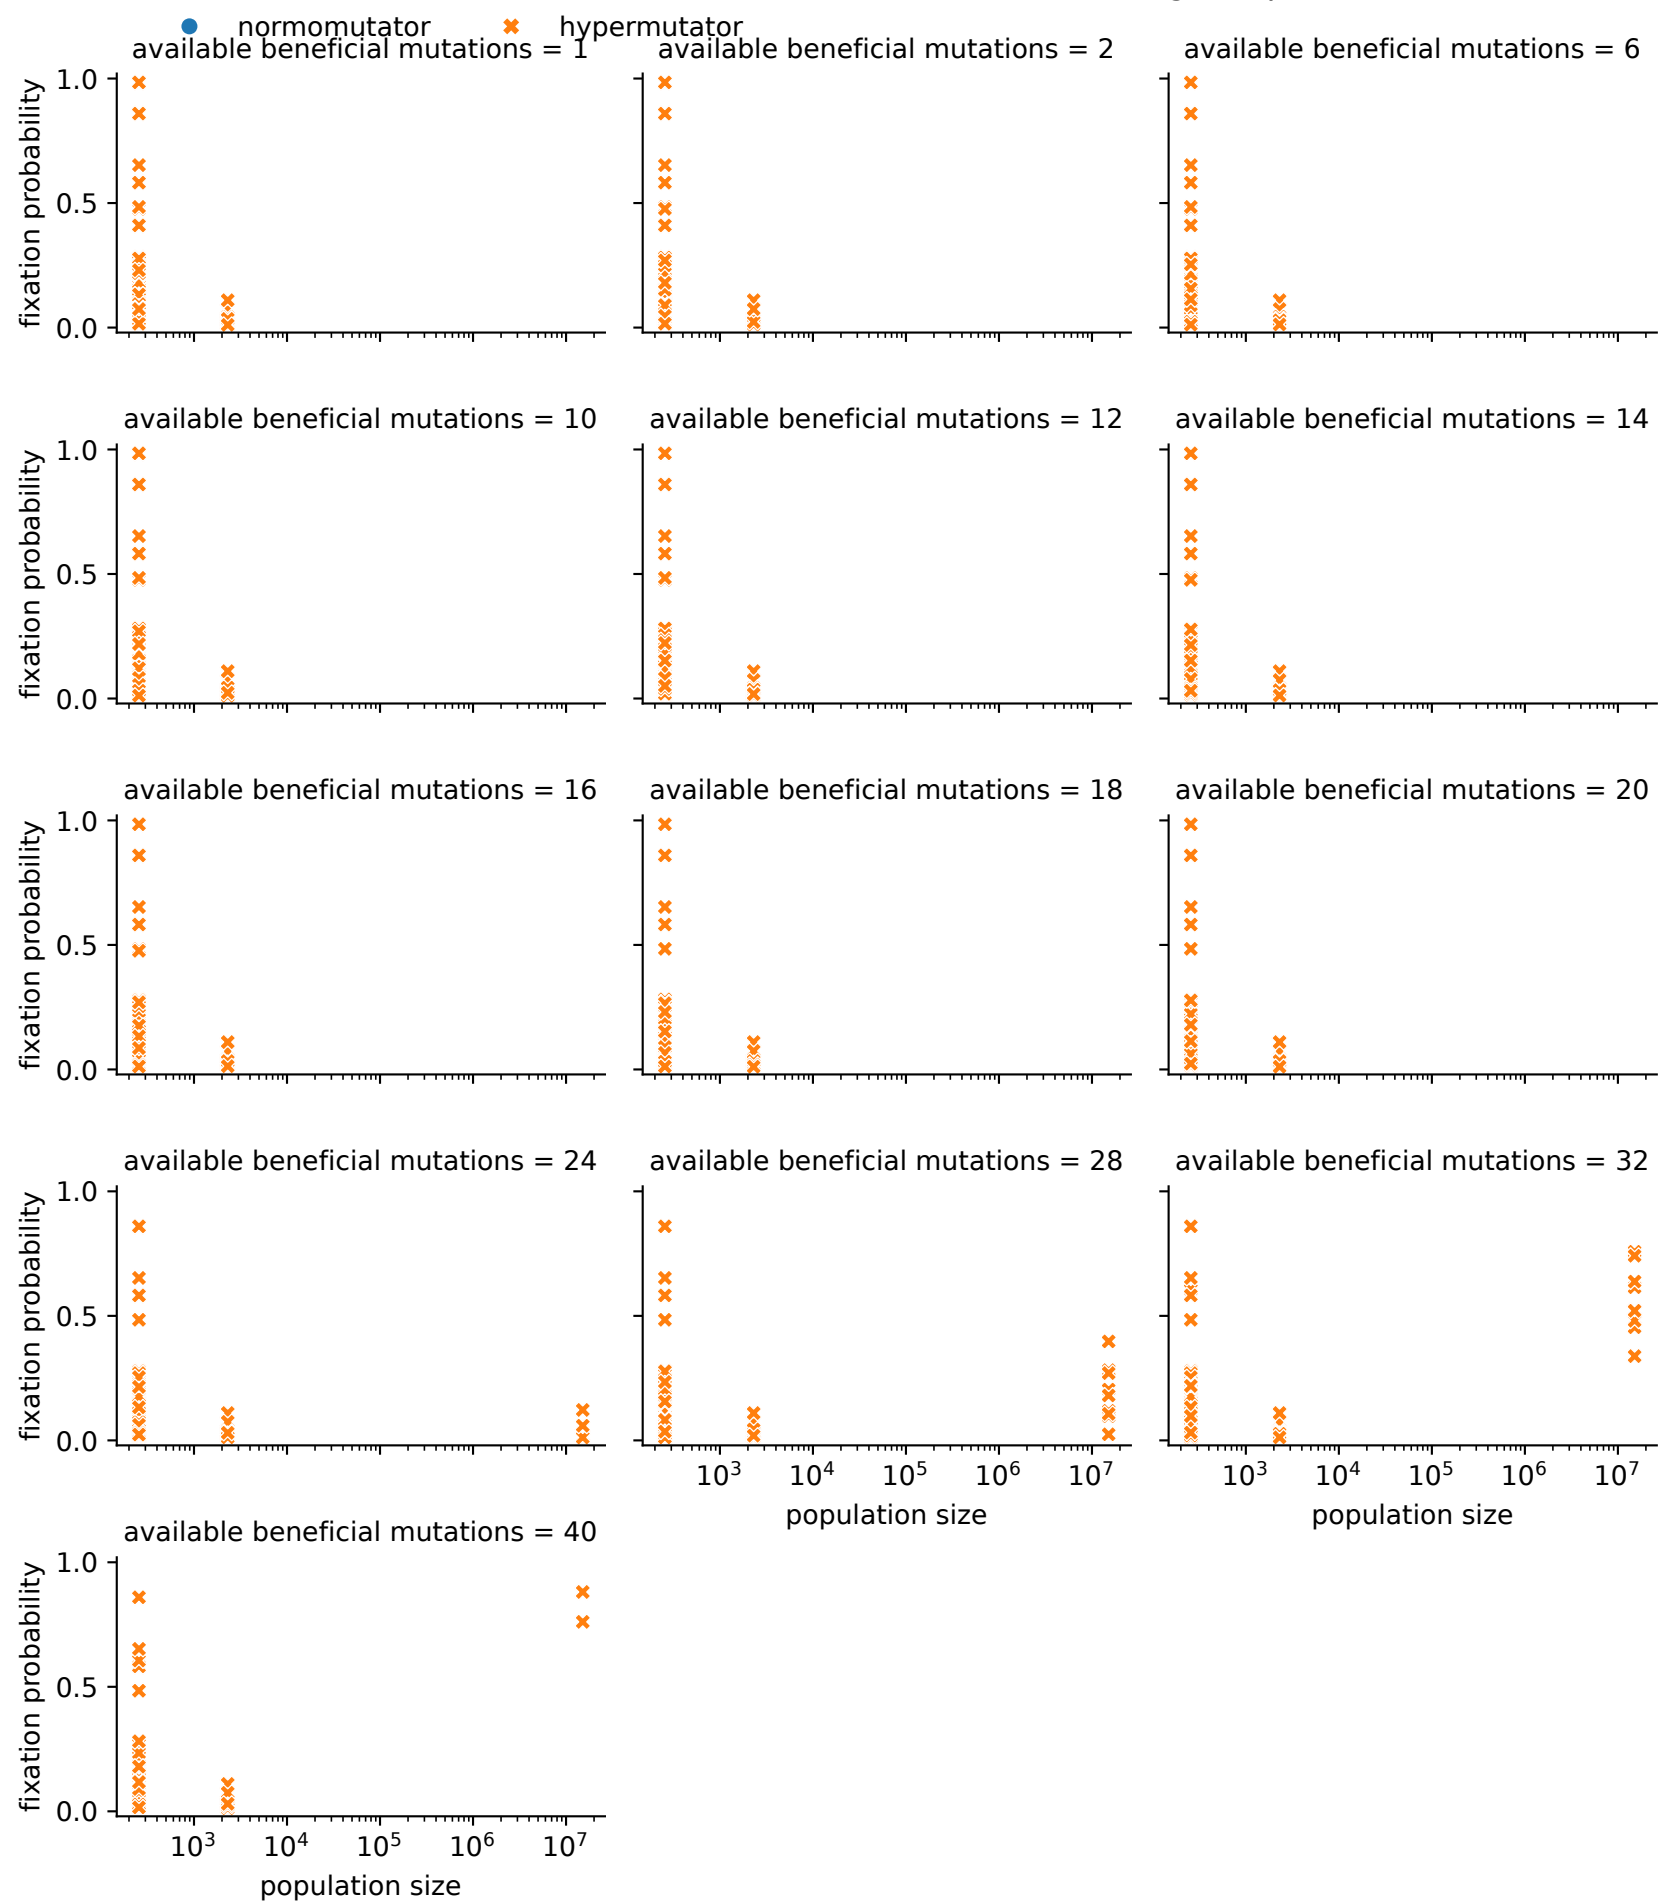 normomutator hypermutator
available beneficial mutations = 1 available beneficial mutations = 2 available beneficial mutations = 6
fixation probability
1.0
0.5
0.0
available beneficial mutations = 10 available beneficial mutations = 12 available beneficial mutations = 14
fixation probability
1.0
0.5
0.0
available beneficial mutations = 16 available beneficial mutations = 18 available beneficial mutations = 20
fixation probability
1.0
0.5
0.0
available beneficial mutations = 24 available beneficial mutations = 28 available beneficial mutations = 32
fixation probability
1.0
0.5
0.0
10³ 10⁴ 10⁵ 10⁶ 10⁷ 10³ 10⁴ 10⁵ 10⁶ 10⁷
population size population size
available beneficial mutations = 40
fixation probability
1.0
0.5
0.0
10³ 10⁴ 10⁵ 10⁶ 10⁷
population size